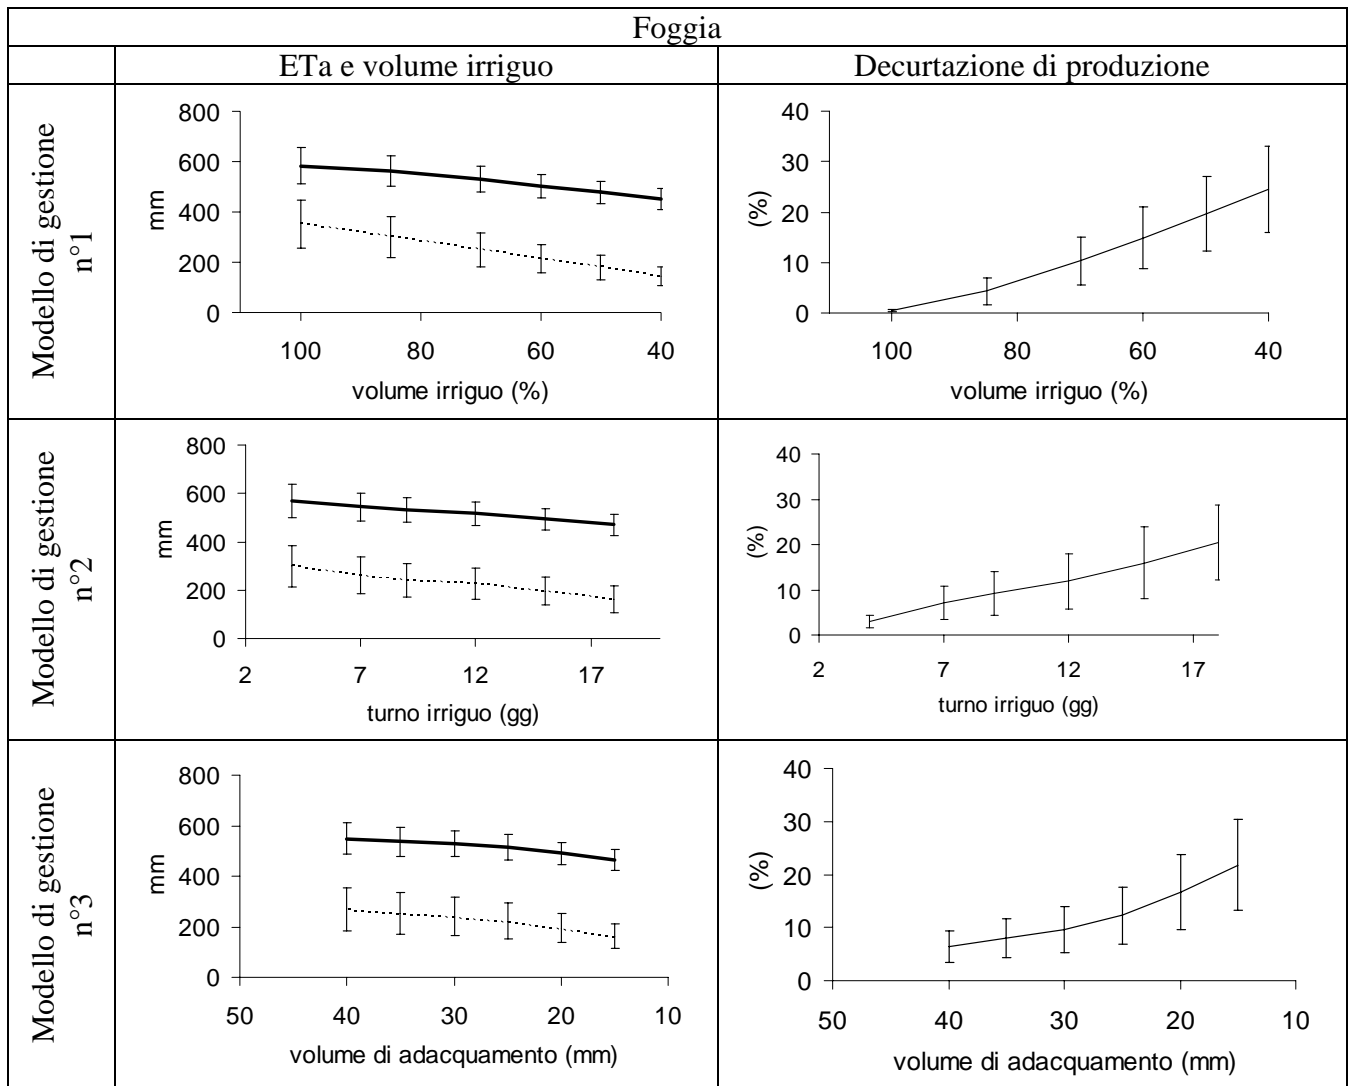 Foggia
ETa e volume irriguo
Decurtazione di produzione
Modello di gestione
n°1
800
600
400
200
0
mm
100 80 60 40
volume irriguo (%)
40
30
20
10
0
(%)
100 80 60 40
volume irriguo (%)
Modello di gestione
n°2
800
600
400
200
0
mm
2 7 12 17
turno irriguo (gg)
40
30
20
10
0
(%)
2 7 12 17
turno irriguo (gg)
Modello di gestione
n°3
800
600
400
200
0
mm
50 40 30 20 10
volume di adacquamento (mm)
40
30
20
10
0
(%)
50 40 30 20 10
volume di adacquamento (mm)